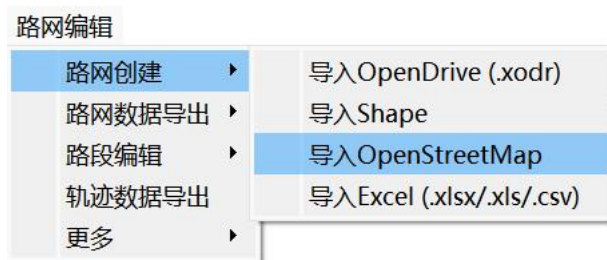 路网编辑
路网创建
路网数据导出
路段编辑
轨迹数据导出
更多
导入OpenDrive (.xodr)
导入Shape
导入OpenStreetMap
导入Excel (.xlsx/.xls/.csv)